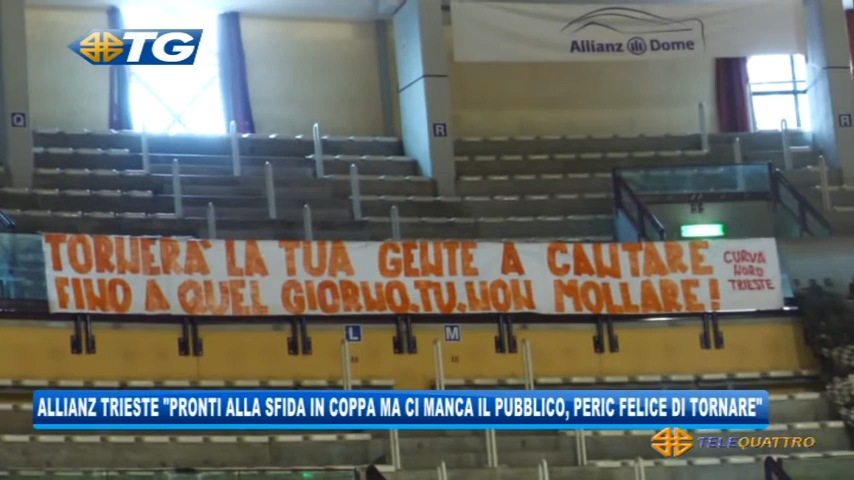 TG
Allianz Dome
Q
R
R
TORNERA' LA TUA GENTE A CANTARE
FINO A QUEL GIORNO, TU, NON MOLLARE!
CURVA
NORD
TRIESTE
L
M
ALLIANZ TRIESTE "PRONTI ALLA SFIDA IN COPPA MA CI MANCA IL PUBBLICO, PERIC FELICE DI TORNARE"
TELEQUATTRO